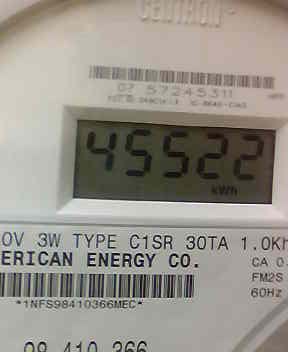 CENTRON
07 57245311
45522
kWh
0V 3W TYPE C1SR 30TA 1.0Kh
ERICAN ENERGY CO.
CA 0.
FM2S
60Hz
*1NFS98410366MEC*
98 410 366